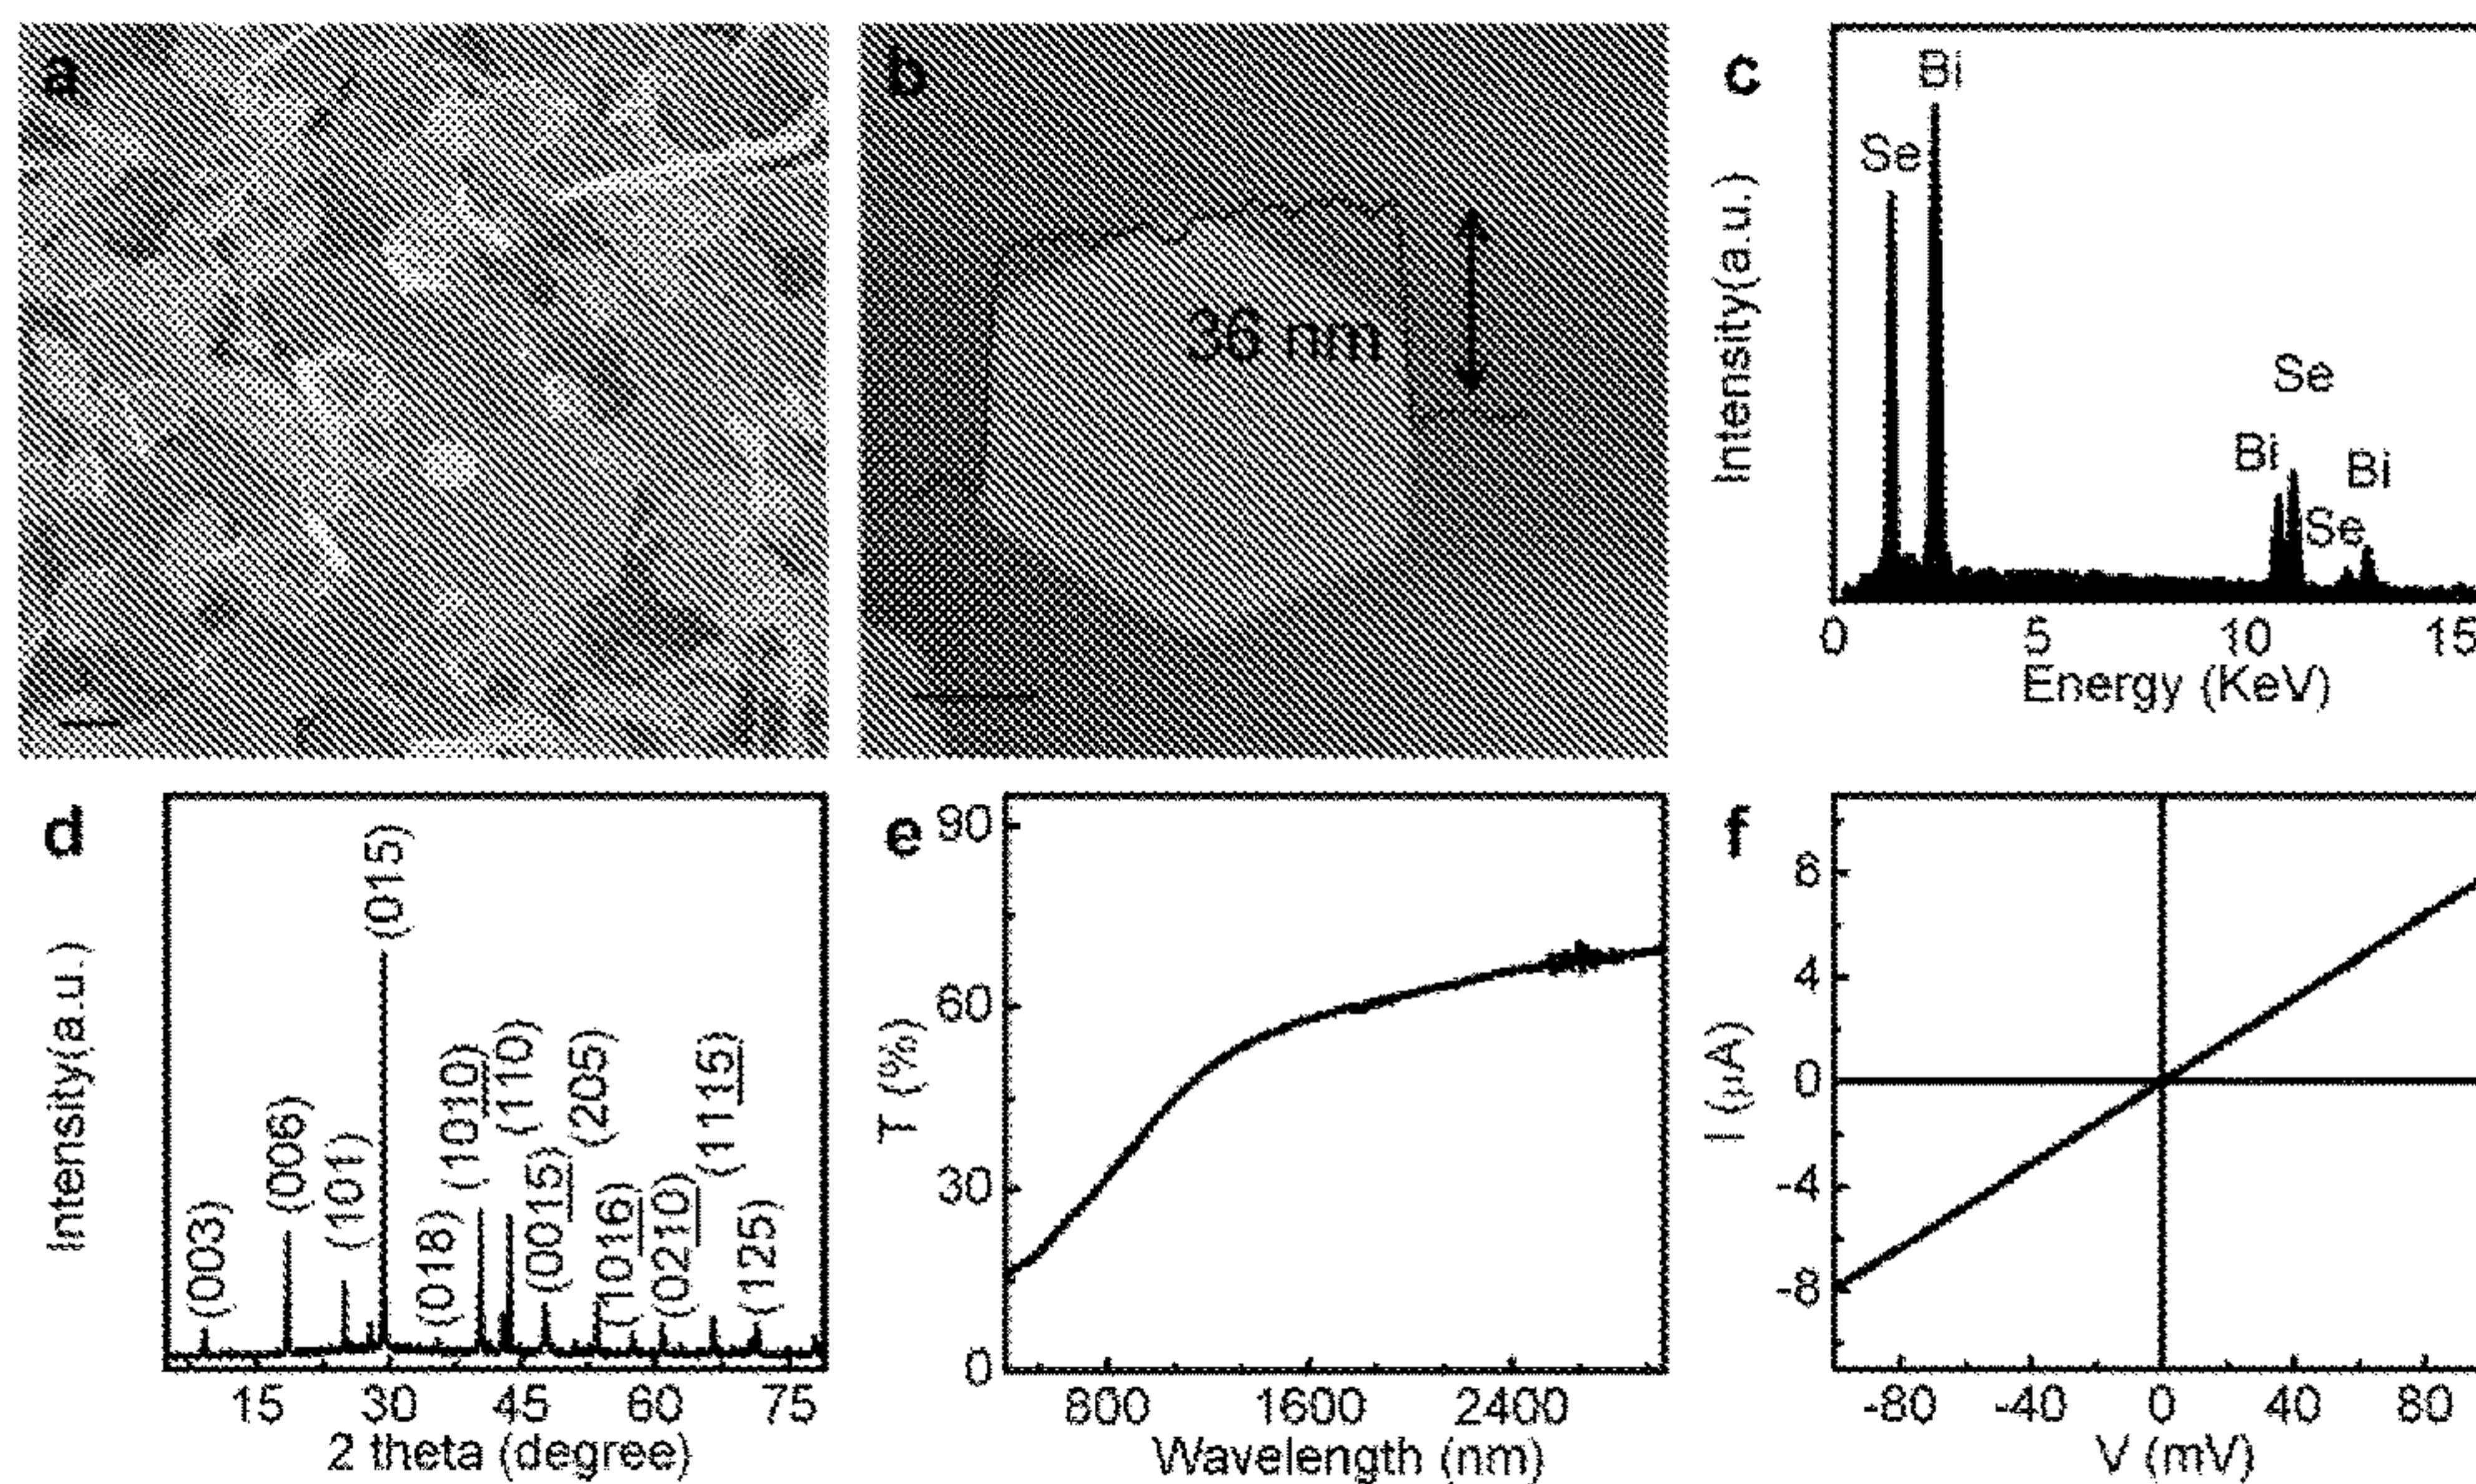 a
b
36 nm
c
Bi
Se
Se
Bi
Bi
Se
Intensity(a.u.)
0 5 10 15
Energy (KeV)
d
(003)
(006)
(101)
(015)
(018)
(1010)
(110)
(0015)
(205)
(1016)
(0210)
(1115)
(125)
Intensity(a.u.)
15 30 45 60 75
2 theta (degree)
e
90
60
30
0
T (%)
800 1600 2400
Wavelength (nm)
f
6
4
0
-4
-8
I (μA)
-80 -40 0 40 80
V (mV)